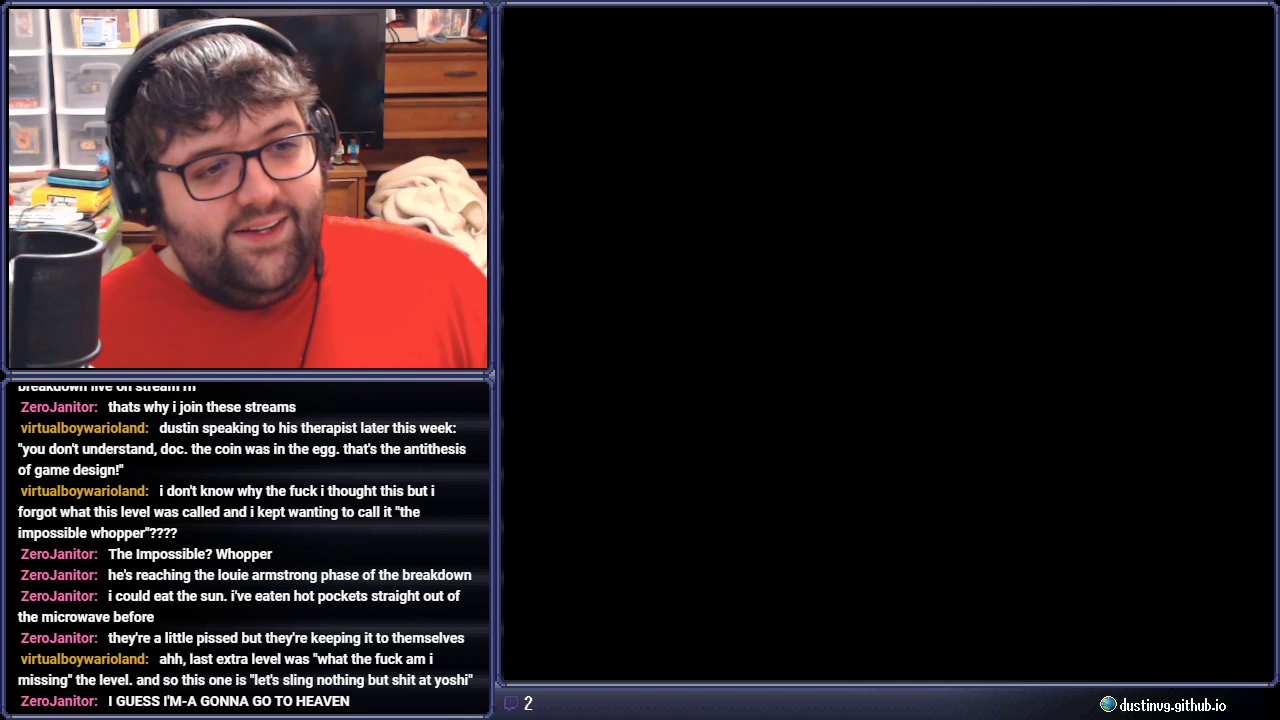 breakdown live on stream !!!
ZeroJanitor: thats why i join these streams
virtualboywarioland: dustin speaking to his therapist later this week:
"you don't understand, doc. the coin was in the egg. that's the antithesis
of game design!"
virtualboywarioland: i don't know why the fuck i thought this but i
forgot what this level was called and i kept wanting to call it "the
impossible whopper"????
ZeroJanitor: The Impossible? Whopper
ZeroJanitor: he's reaching the louie armstrong phase of the breakdown
ZeroJanitor: i could eat the sun. i've eaten hot pockets straight out of
the microwave before
ZeroJanitor: they're a little pissed but they're keeping it to themselves
virtualboywarioland: ahh, last extra level was "what the fuck am i
missing" the level. and so this one is "let's sling nothing but shit at yoshi"
ZeroJanitor: I GUESS I'M-A GONNA GO TO HEAVEN
2
dustinvg.github.io